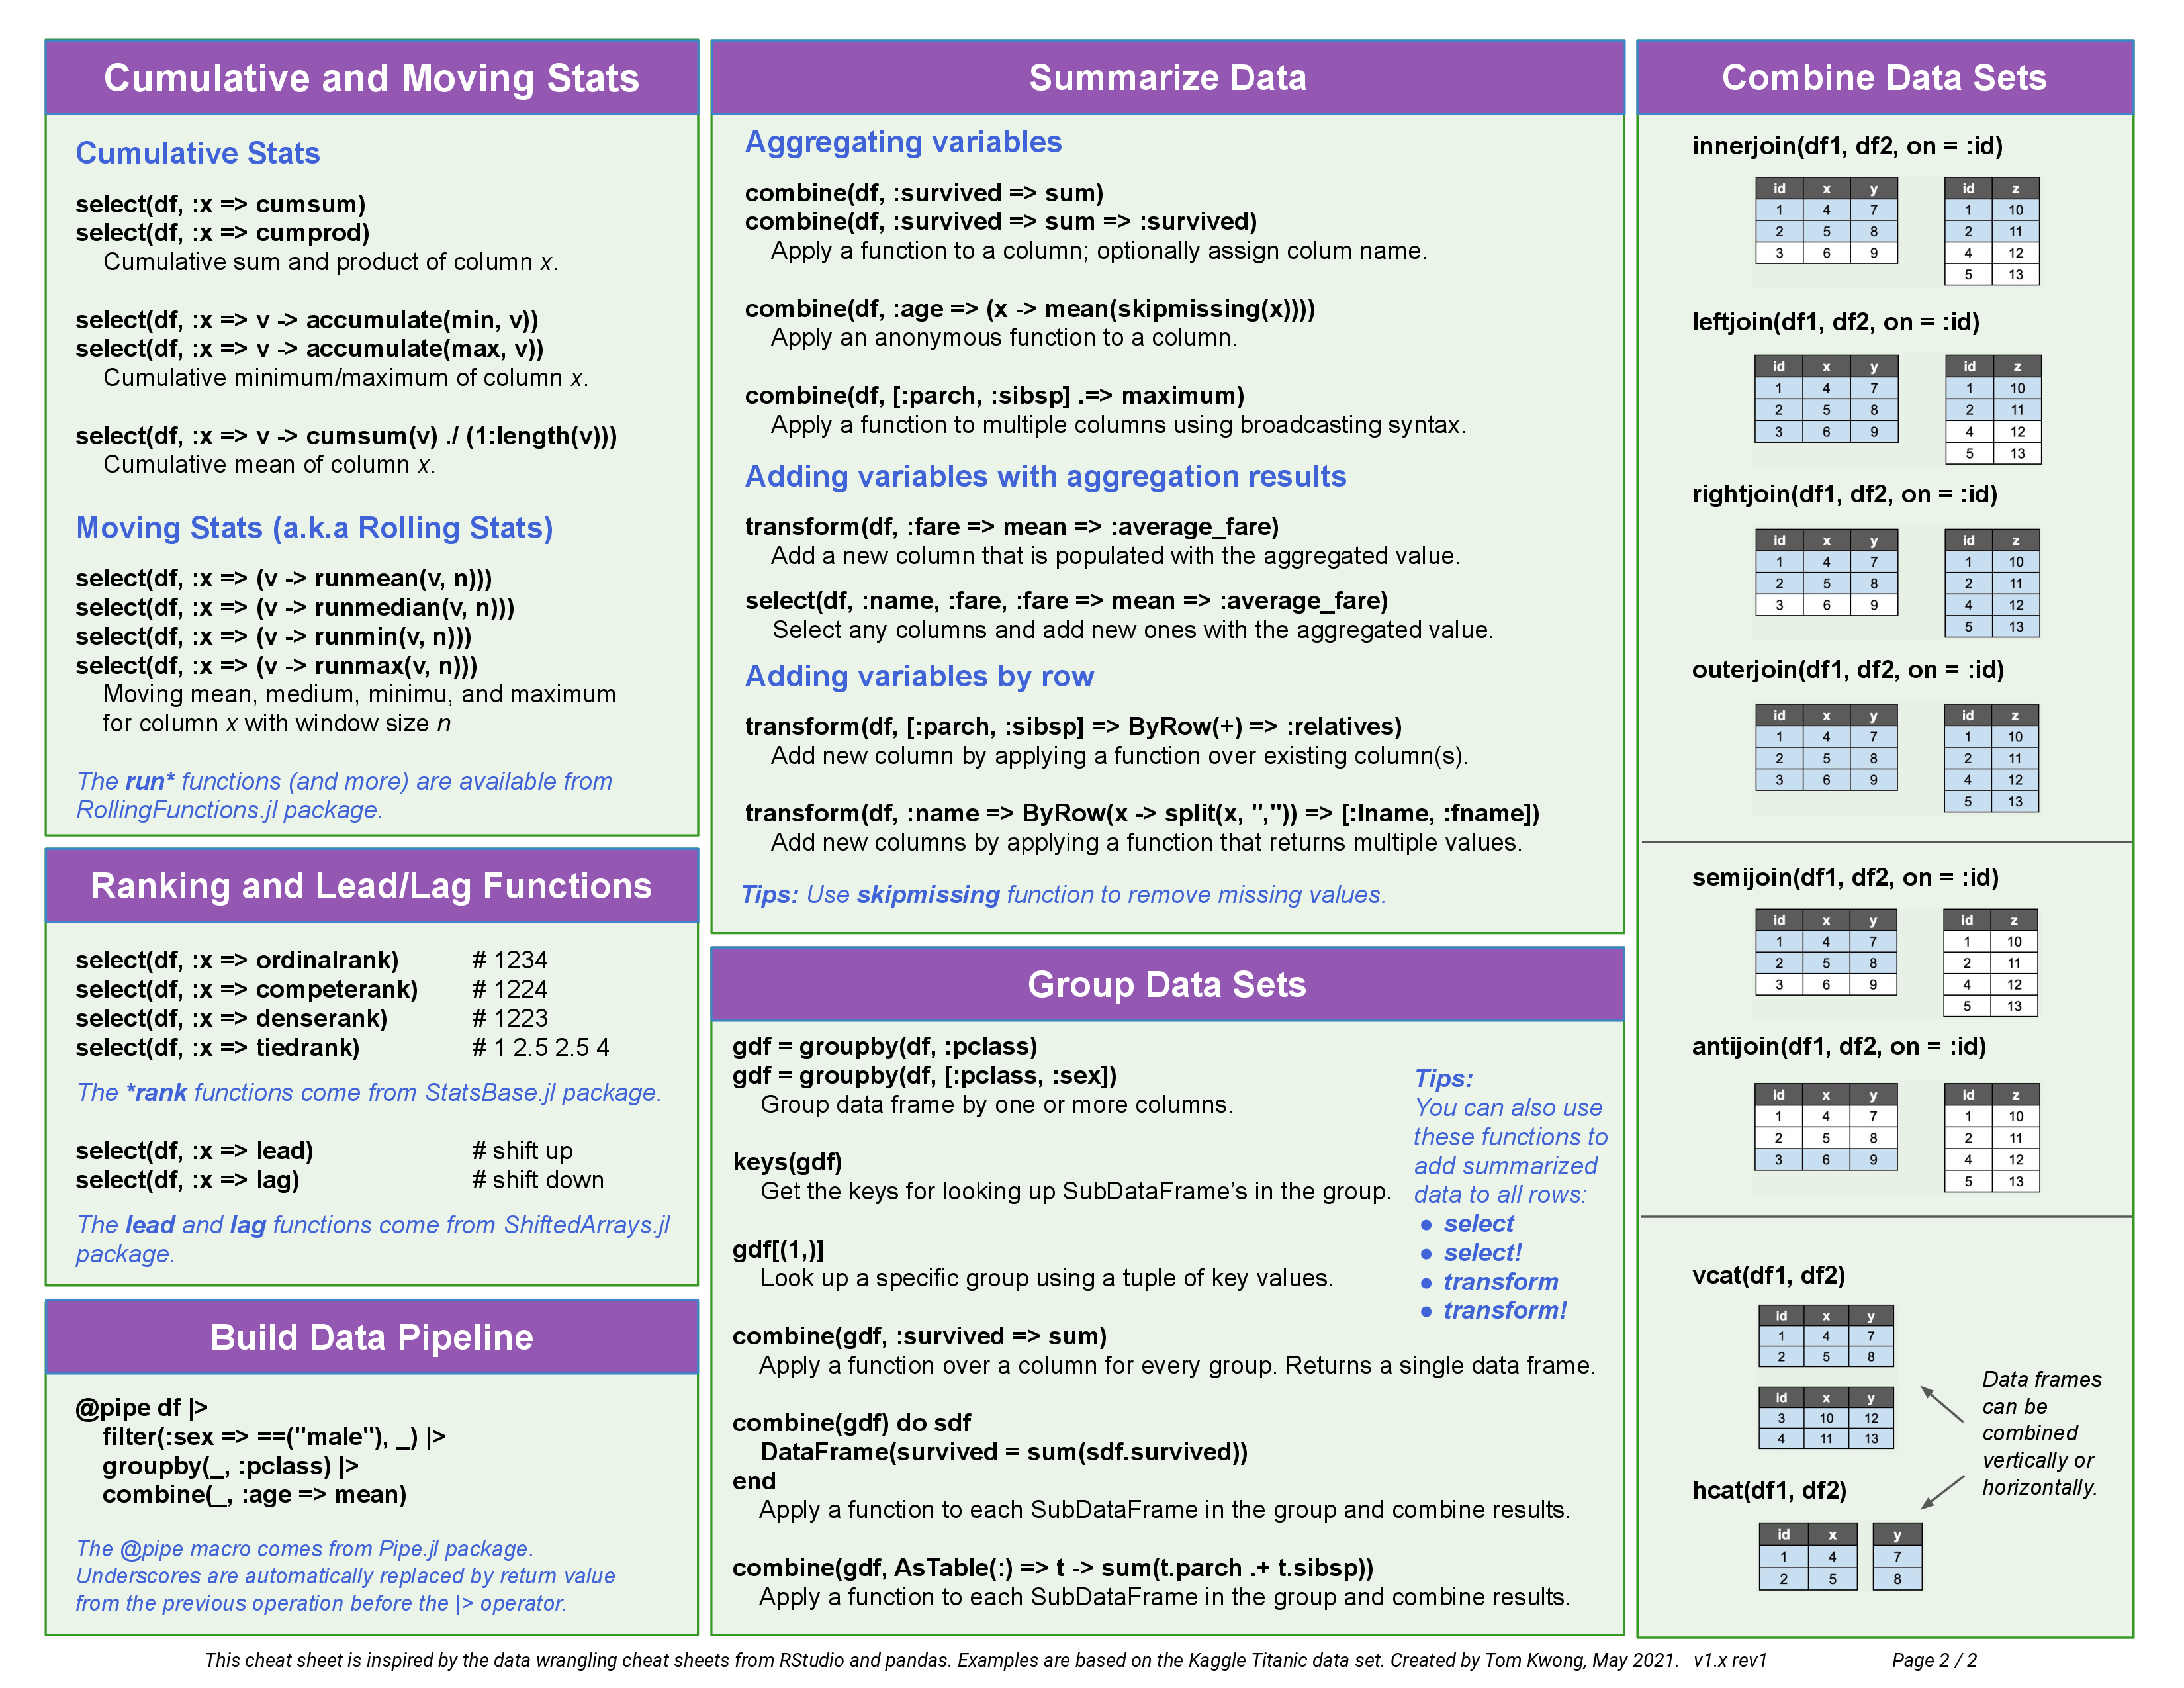 Cumulative and Moving Stats
Cumulative Stats
select(df, :x => cumsum)
select(df, :x => cumprod)
Cumulative sum and product of column x.
select(df, :x => v -> accumulate(min, v))
select(df, :x => v -> accumulate(max, v))
Cumulative minimum/maximum of column x.
select(df, :x => v -> cumsum(v) ./ (1:length(v)))
Cumulative mean of column x.
Moving Stats (a.k.a Rolling Stats)
select(df, :x => (v -> runmean(v, n)))
select(df, :x => (v -> runmedian(v, n)))
select(df, :x => (v -> runmin(v, n)))
select(df, :x => (v -> runmax(v, n)))
Moving mean, medium, minimu, and maximum
for column x with window size n
The run* functions (and more) are available from
RollingFunctions.jl package.
Ranking and Lead/Lag Functions
select(df, :x => ordinalrank) # 1234
select(df, :x => competerank) # 1224
select(df, :x => denserank) # 1223
select(df, :x => tiedrank) # 1 2.5 2.5 4
The *rank functions come from StatsBase.jl package.
select(df, :x => lead) # shift up
select(df, :x => lag) # shift down
The lead and lag functions come from ShiftedArrays.jl
package.
Build Data Pipeline
@pipe df |>
filter(:sex => ==("male"), _) |>
groupby(_, :pclass) |>
combine(_, :age => mean)
The @pipe macro comes from Pipe.jl package.
Underscores are automatically replaced by return value
from the previous operation before the |> operator.
Summarize Data
Aggregating variables
combine(df, :survived => sum)
combine(df, :survived => sum => :survived)
Apply a function to a column; optionally assign colum name.
combine(df, :age => (x -> mean(skipmissing(x))))
Apply an anonymous function to a column.
combine(df, [:parch, :sibsp] .=> maximum)
Apply a function to multiple columns using broadcasting syntax.
Adding variables with aggregation results
transform(df, :fare => mean => :average_fare)
Add a new column that is populated with the aggregated value.
select(df, :name, :fare, :fare => mean => :average_fare)
Select any columns and add new ones with the aggregated value.
Adding variables by row
transform(df, [:parch, :sibsp] => ByRow(+) => :relatives)
Add new column by applying a function over existing column(s).
transform(df, :name => ByRow(x -> split(x, ",")) => [:lname, :fname])
Add new columns by applying a function that returns multiple values.
Tips: Use skipmissing function to remove missing values.
Group Data Sets
gdf = groupby(df, :pclass)
gdf = groupby(df, [:pclass, :sex])
Group data frame by one or more columns.
keys(gdf)
Get the keys for looking up SubDataFrame's in the group.
gdf[(1,)]
Look up a specific group using a tuple of key values.
combine(gdf, :survived => sum)
Apply a function over a column for every group. Returns a single data frame.
combine(gdf) do sdf
DataFrame(survived = sum(sdf.survived))
end
Apply a function to each SubDataFrame in the group and combine results.
combine(gdf, AsTable(:) => t -> sum(t.parch .+ t.sibsp))
Apply a function to each SubDataFrame in the group and combine results.
Tips:
You can also use
these functions to
add summarized
data to all rows:
● select
● select!
● transform
● transform!
Combine Data Sets
innerjoin(df1, df2, on = :id)
id x y id z
1 4 7 1 10
2 5 8 2 11
3 6 9 4 12
5 13
leftjoin(df1, df2, on = :id)
id x y id z
1 4 7 1 10
2 5 8 2 11
3 6 9 4 12
5 13
rightjoin(df1, df2, on = :id)
id x y id z
1 4 7 1 10
2 5 8 2 11
3 6 9 4 12
5 13
outerjoin(df1, df2, on = :id)
id x y id z
1 4 7 1 10
2 5 8 2 11
3 6 9 4 12
5 13
semijoin(df1, df2, on = :id)
id x y id z
1 4 7 1 10
2 5 8 2 11
3 6 9 4 12
5 13
antijoin(df1, df2, on = :id)
id x y id z
1 4 7 1 10
2 5 8 2 11
3 6 9 4 12
5 13
vcat(df1, df2)
id x y
1 4 7
2 5 8
id x y
3 10 12
4 11 13
Data frames
can be
combined
vertically or
horizontally.
hcat(df1, df2)
id x y
1 4 7
2 5 8
This cheat sheet is inspired by the data wrangling cheat sheets from RStudio and pandas. Examples are based on the Kaggle Titanic data set. Created by Tom Kwong, May 2021. v1.x rev1 Page 2 / 2